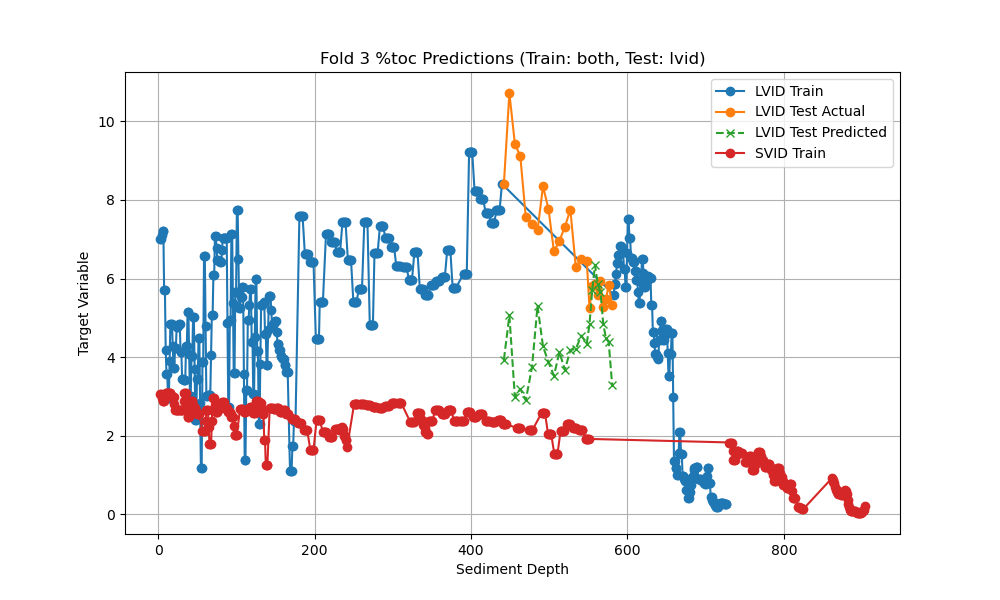 Fold 3 %toc Predictions (Train: both, Test: lvid)
LVID Train
LVID Test Actual
LVID Test Predicted
SVID Train
Target Variable
10
8
6
4
2
0
0 200 400 600 800
Sediment Depth